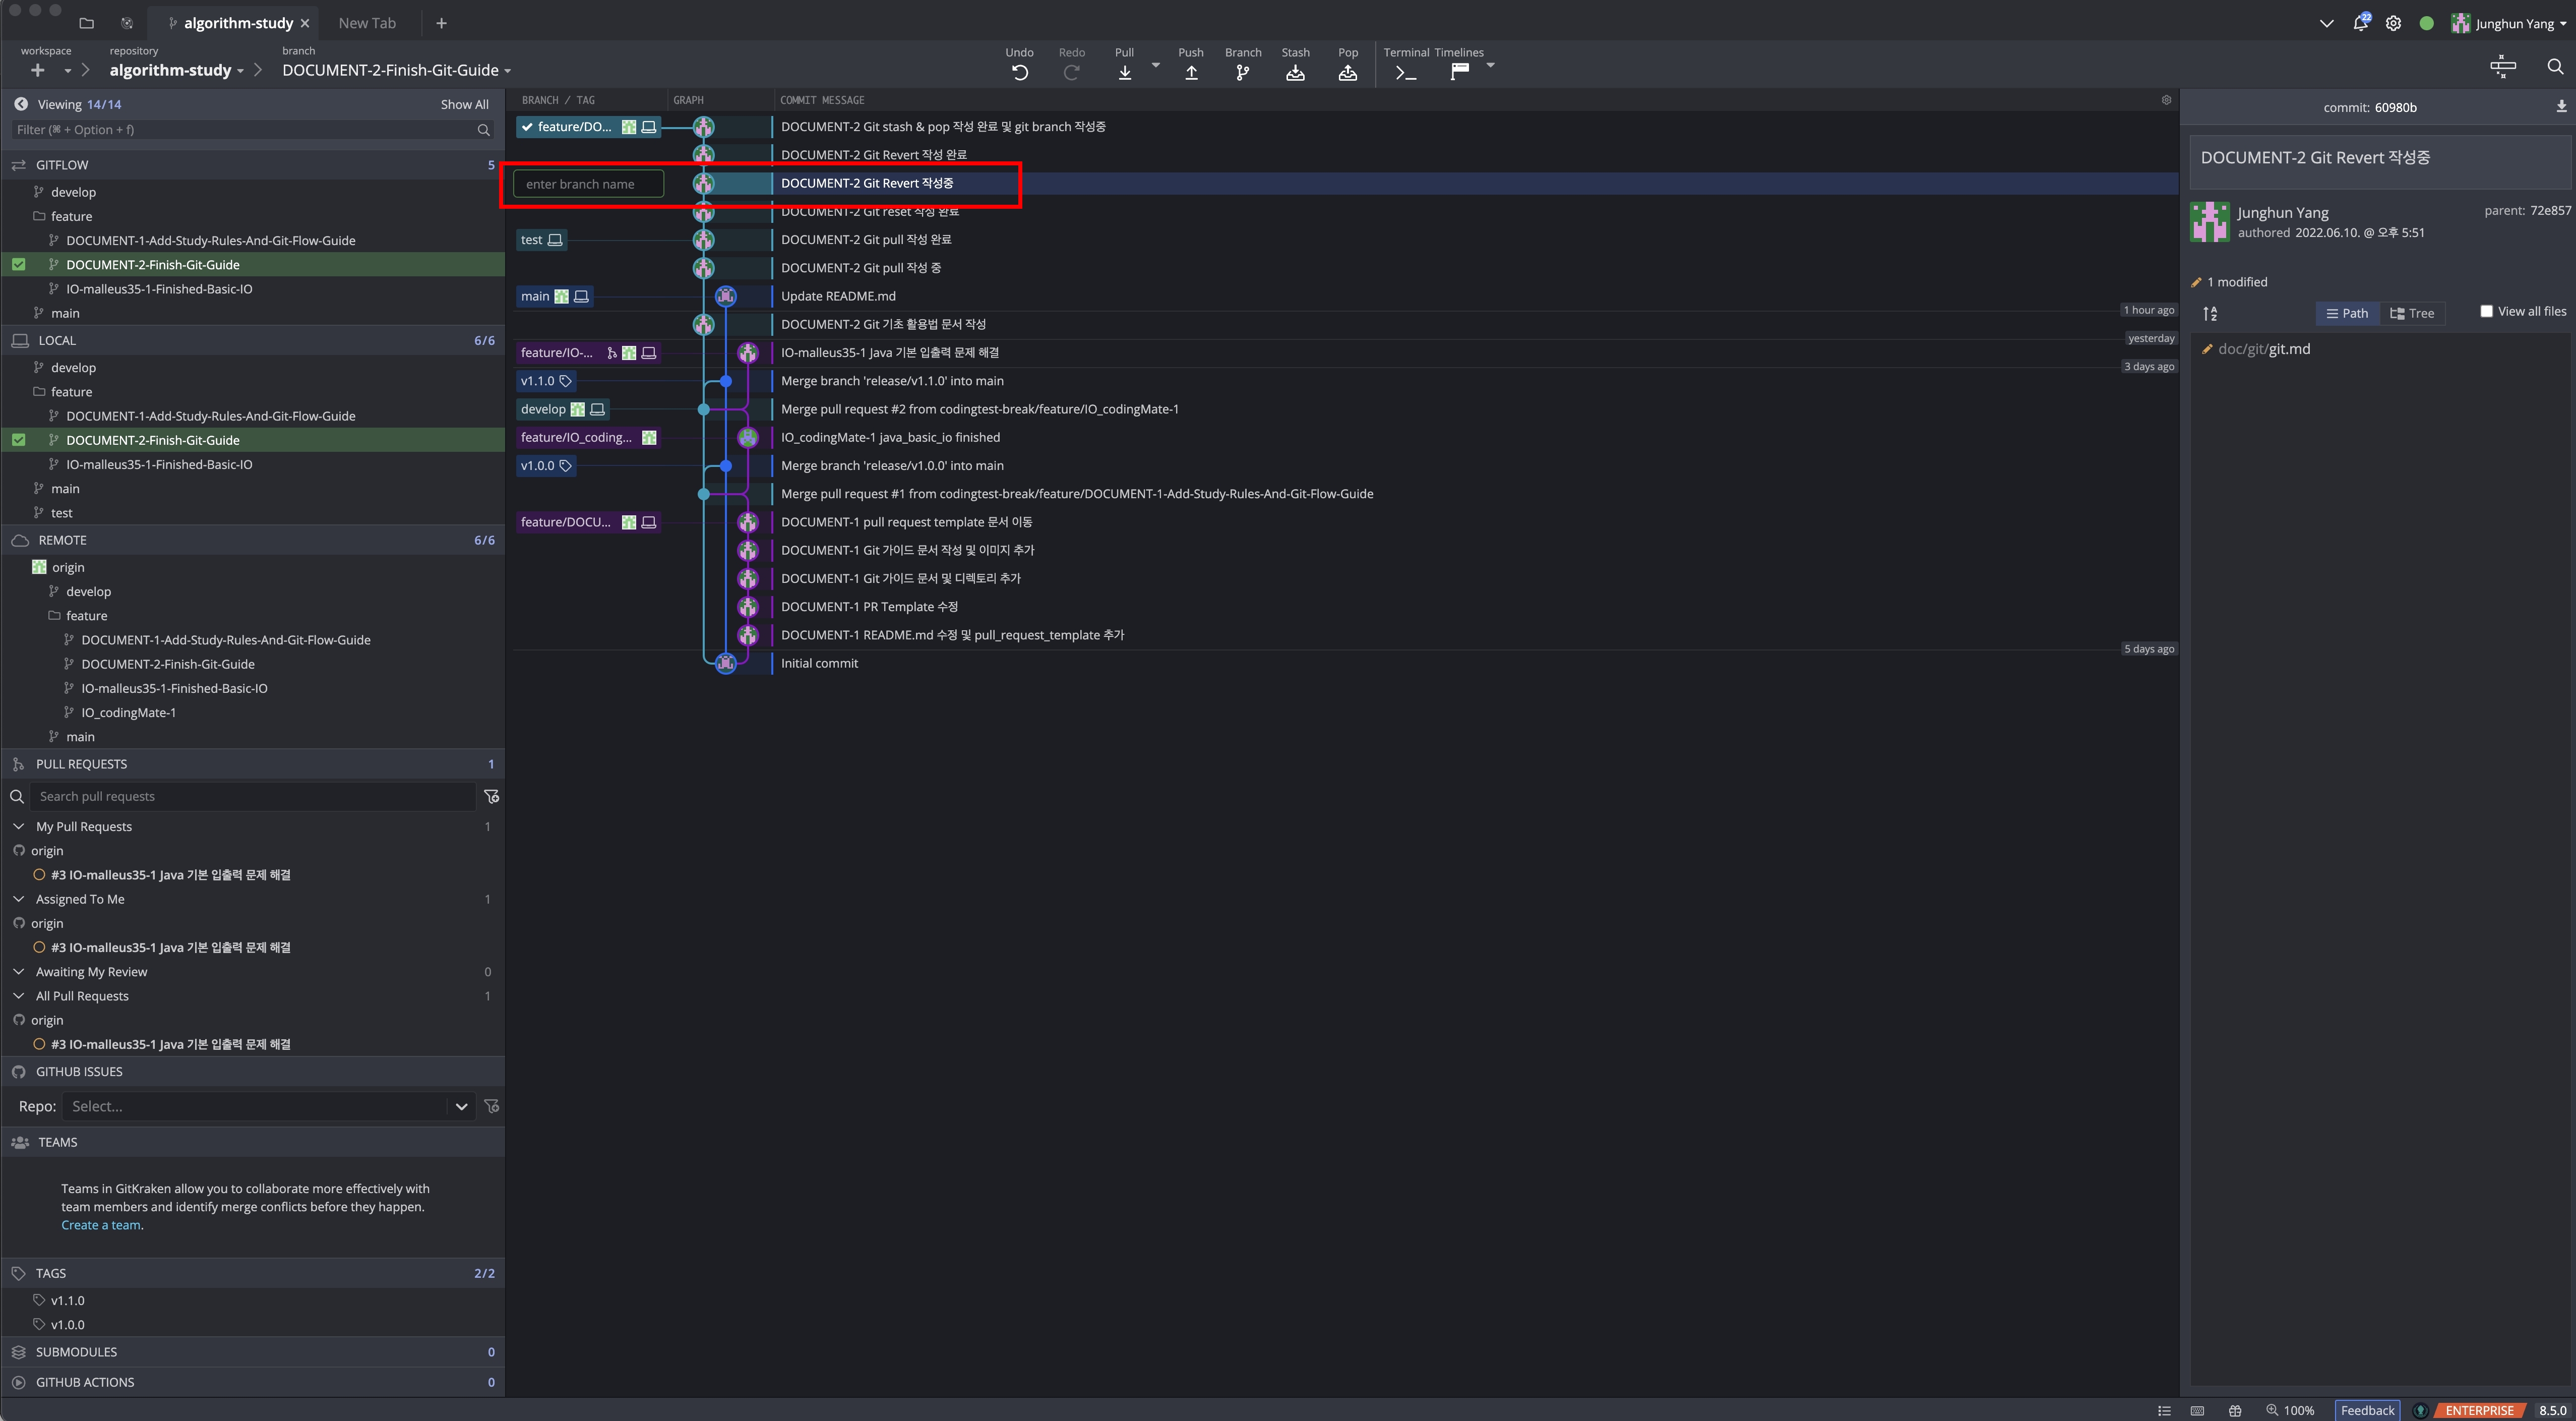 algorithm-study
New Tab
22
Junghun Yang
workspace
repository
branch
algorithm-study
DOCUMENT-2-Finish-Git-Guide
Undo
Redo
Pull
Push
Branch
Stash
Pop
Terminal
Timelines
Viewing 14/14
Show All
Filter (⌘ + Option + f)
GITFLOW 5
develop
feature
DOCUMENT-1-Add-Study-Rules-And-Git-Flow-Guide
DOCUMENT-2-Finish-Git-Guide
IO-malleus35-1-Finished-Basic-IO
main
LOCAL 6/6
develop
feature
DOCUMENT-1-Add-Study-Rules-And-Git-Flow-Guide
DOCUMENT-2-Finish-Git-Guide
IO-malleus35-1-Finished-Basic-IO
main
test
REMOTE 6/6
origin
develop
feature
DOCUMENT-1-Add-Study-Rules-And-Git-Flow-Guide
DOCUMENT-2-Finish-Git-Guide
IO-malleus35-1-Finished-Basic-IO
IO_codingMate-1
main
PULL REQUESTS 1
Search pull requests
My Pull Requests 1
origin
#3 IO-malleus35-1 Java 기본 입출력 문제 해결
Assigned To Me 1
origin
#3 IO-malleus35-1 Java 기본 입출력 문제 해결
Awaiting My Review 0
All Pull Requests 1
origin
#3 IO-malleus35-1 Java 기본 입출력 문제 해결
GITHUB ISSUES
Repo: Select...
TEAMS
Teams in GitKraken allow you to collaborate more effectively with
team members and identify merge conflicts before they happen.
Create a team.
TAGS 2/2
v1.1.0
v1.0.0
SUBMODULES 0
GITHUB ACTIONS 0
BRANCH / TAG GRAPH COMMIT MESSAGE
feature/DO... DOCUMENT-2 Git stash & pop 작성 완료 및 git branch 작성중
DOCUMENT-2 Git Revert 작성 완료
enter branch name DOCUMENT-2 Git Revert 작성중
DOCUMENT-2 Git reset 작성 완료
test DOCUMENT-2 Git pull 작성 완료
DOCUMENT-2 Git pull 작성 중
main Update README.md
1 hour ago
DOCUMENT-2 Git 기초 활용법 문서 작성
yesterday
feature/IO-... IO-malleus35-1 Java 기본 입출력 문제 해결
3 days ago
v1.1.0 Merge branch 'release/v1.1.0' into main
develop Merge pull request #2 from codingtest-break/feature/IO_codingMate-1
feature/IO_coding... IO_codingMate-1 java_basic_io finished
v1.0.0 Merge branch 'release/v1.0.0' into main
Merge pull request #1 from codingtest-break/feature/DOCUMENT-1-Add-Study-Rules-And-Git-Flow-Guide
feature/DOCU... DOCUMENT-1 pull request template 문서 이동
DOCUMENT-1 Git 가이드 문서 작성 및 이미지 추가
DOCUMENT-1 Git 가이드 문서 및 디렉토리 추가
DOCUMENT-1 PR Template 수정
DOCUMENT-1 README.md 수정 및 pull_request_template 추가
5 days ago
Initial commit
commit: 60980b
DOCUMENT-2 Git Revert 작성중
Junghun Yang
parent: 72e857
authored 2022.06.10. @ 오후 5:51
1 modified
Path
Tree
View all files
doc/git/git.md
100%
Feedback
ENTERPRISE
8.5.0